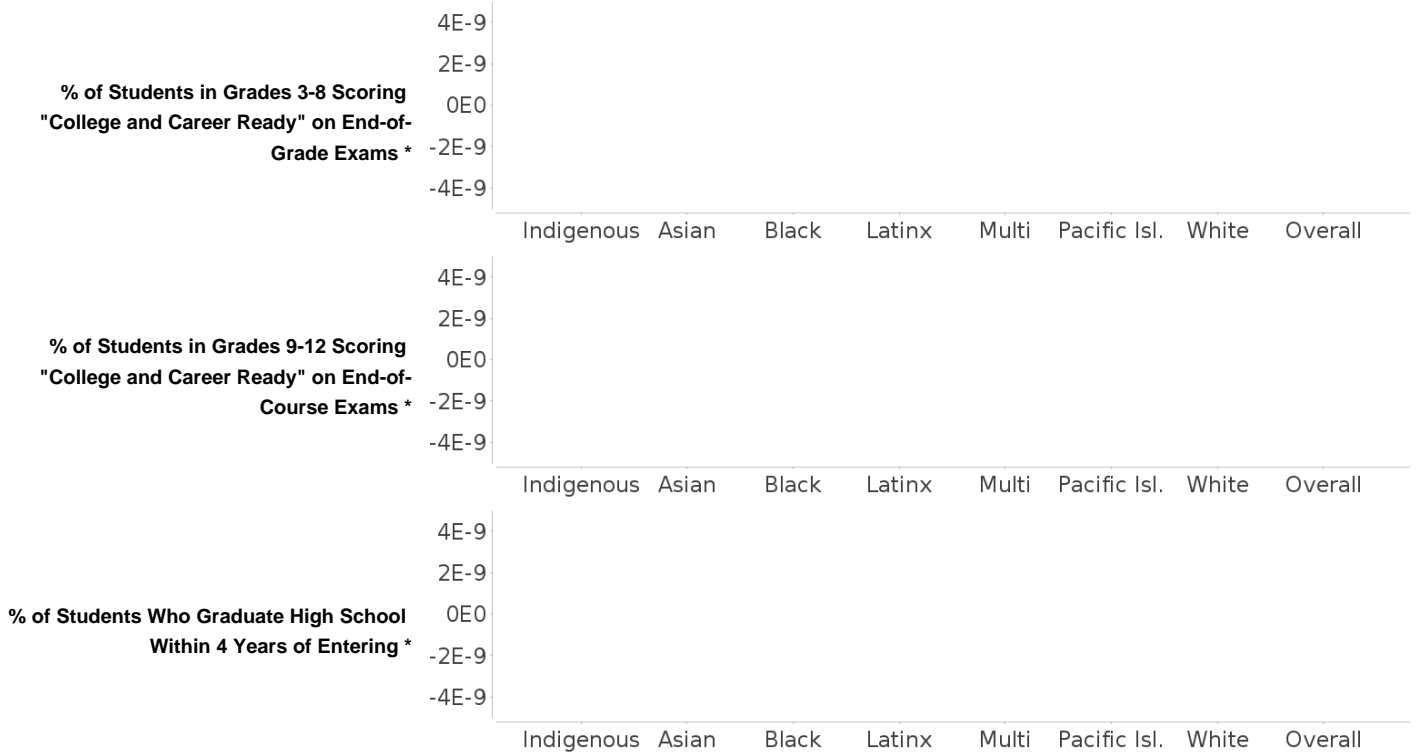 4E-9
2E-9
% of Students in Grades 3-8 Scoring
"College and Career Ready" on End-of-
Grade Exams *
0E0
-2E-9
-4E-9
Indigenous Asian Black Latinx Multi Pacific Isl. White Overall
4E-9
2E-9
% of Students in Grades 9-12 Scoring
"College and Career Ready" on End-of-
Course Exams *
0E0
-2E-9
-4E-9
Indigenous Asian Black Latinx Multi Pacific Isl. White Overall
4E-9
2E-9
0E0
% of Students Who Graduate High School
Within 4 Years of Entering *
-2E-9
-4E-9
Indigenous Asian Black Latinx Multi Pacific Isl. White Overall